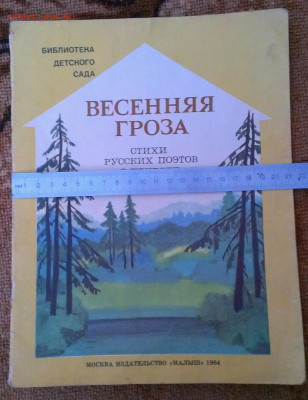 БИБЛИОТЕКА
ДЕТСКОГО
САДА
ВЕСЕННЯЯ
ГРОЗА
СТИХИ
РУССКИХ ПОЭТОВ
МОСКВА ИЗДАТЕЛЬСТВО «МАЛЫШ» 1984